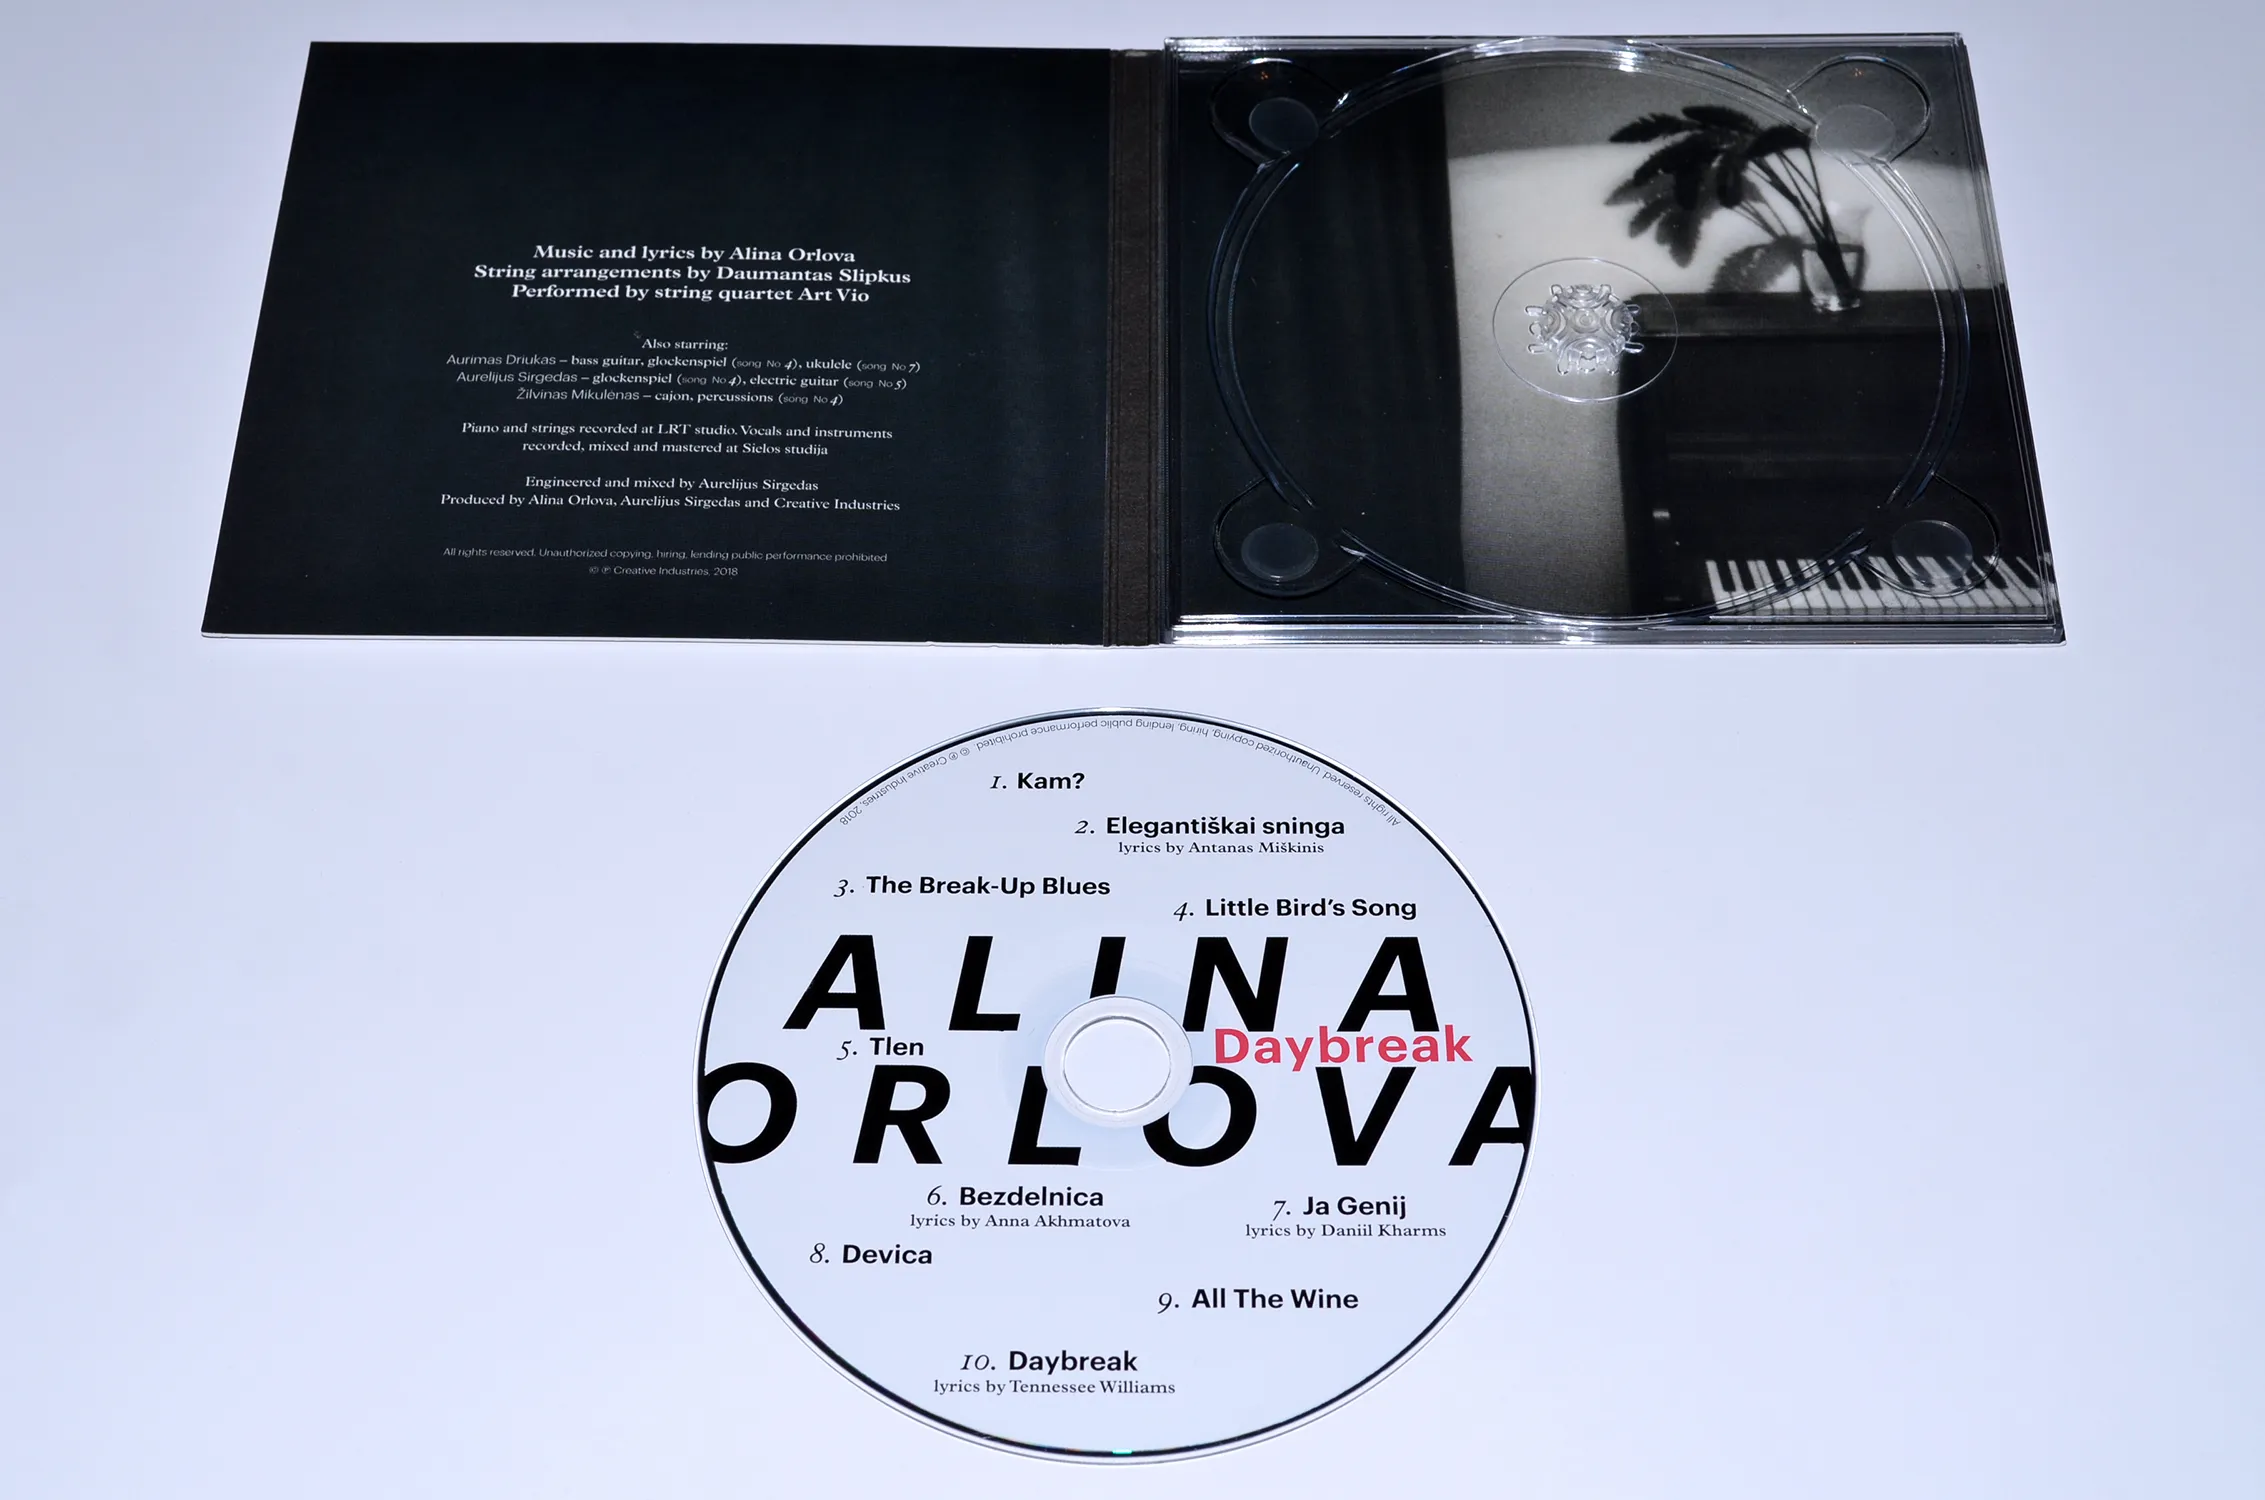 Music and lyrics by Alina Orlova
String arrangements by Daumantas Slipkus
Performed by string quartet Art Vio
Also starring:
Aurimas Driukas – bass guitar, glockenspiel (song No 4), ukulele (song No 7)
Aurelijus Sirgedas – glockenspiel (song No 4), electric guitar (song No 5)
Žilvinas Mikulėnas – cajon, percussions (song No 4)
Piano and strings recorded at LRT studio. Vocals and instruments
recorded, mixed and mastered at Sielos studija
Engineered and mixed by Aurelijus Sirgedas
Produced by Alina Orlova, Aurelijus Sirgedas and Creative Industries
All rights reserved. Unauthorized copying, hiring, lending public performance prohibited
© ℗ Creative Industries, 2018
All rights reserved. Unauthorized copying, hiring, lending public performance prohibited. © ℗ Creative Industries, 2018
1. Kam?
2. Elegantiškai sninga
lyrics by Antanas Miškinis
3. The Break-Up Blues
4. Little Bird's Song
ALINA
5. Tlen
Daybreak
ORLOVA
6. Bezdelnica
lyrics by Anna Akhmatova
7. Ja Genij
lyrics by Daniil Kharms
8. Devica
9. All The Wine
10. Daybreak
lyrics by Tennessee Williams